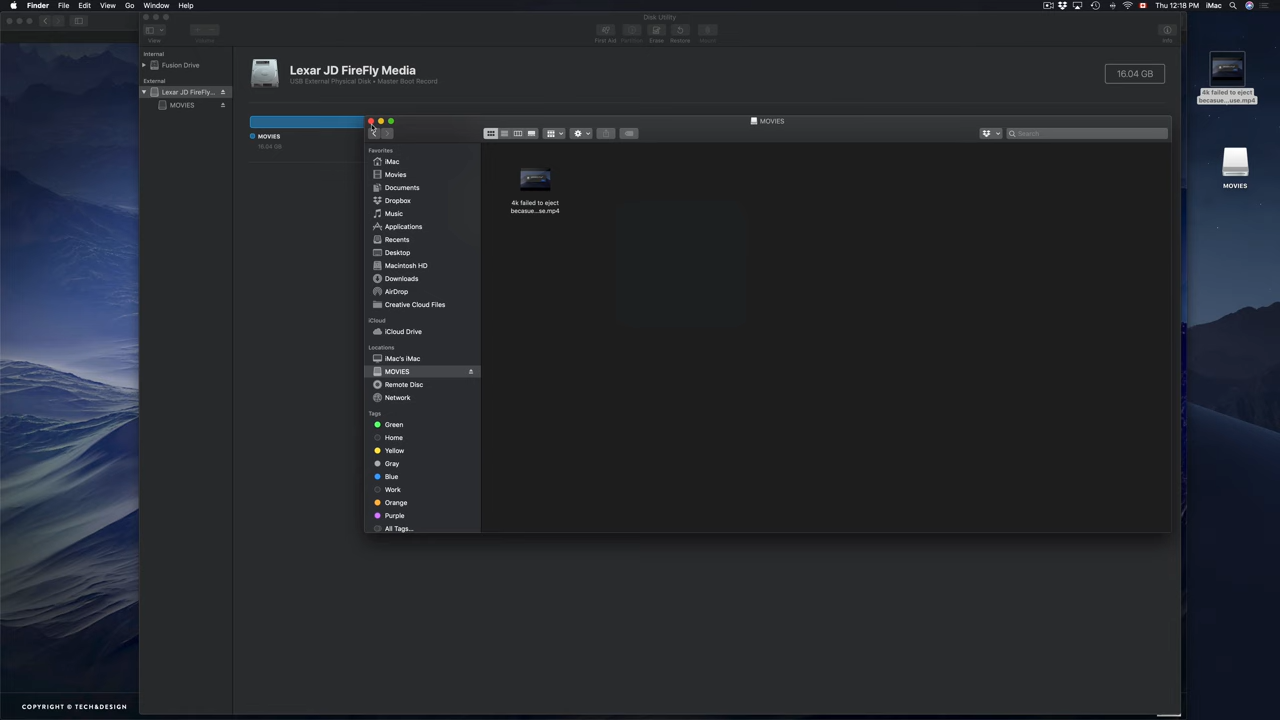 Finder File Edit View Go Window Help
Thu 12:18 PM iMac
Disk Utility
View
Volume
First Aid Partition Erase Restore Mount
Info
Internal
Fusion Drive
External
Lexar JD FireFly...
MOVIES
Lexar JD FireFly Media
USB External Physical Disk • Master Boot Record
16.04 GB
MOVIES
16.04 GB
MOVIES
Search
Favorites
iMac
Movies
Documents
Dropbox
Music
Applications
Recents
Desktop
Macintosh HD
Downloads
AirDrop
Creative Cloud Files
iCloud
iCloud Drive
Locations
iMac's iMac
MOVIES
Remote Disc
Network
Tags
Green
Home
Yellow
Gray
Blue
Work
Orange
Purple
All Tags...
4k failed to eject
becasue...se.mp4
4k failed to eject
becasue...use.mp4
MOVIES
COPYRIGHT © TECH&DESIGN